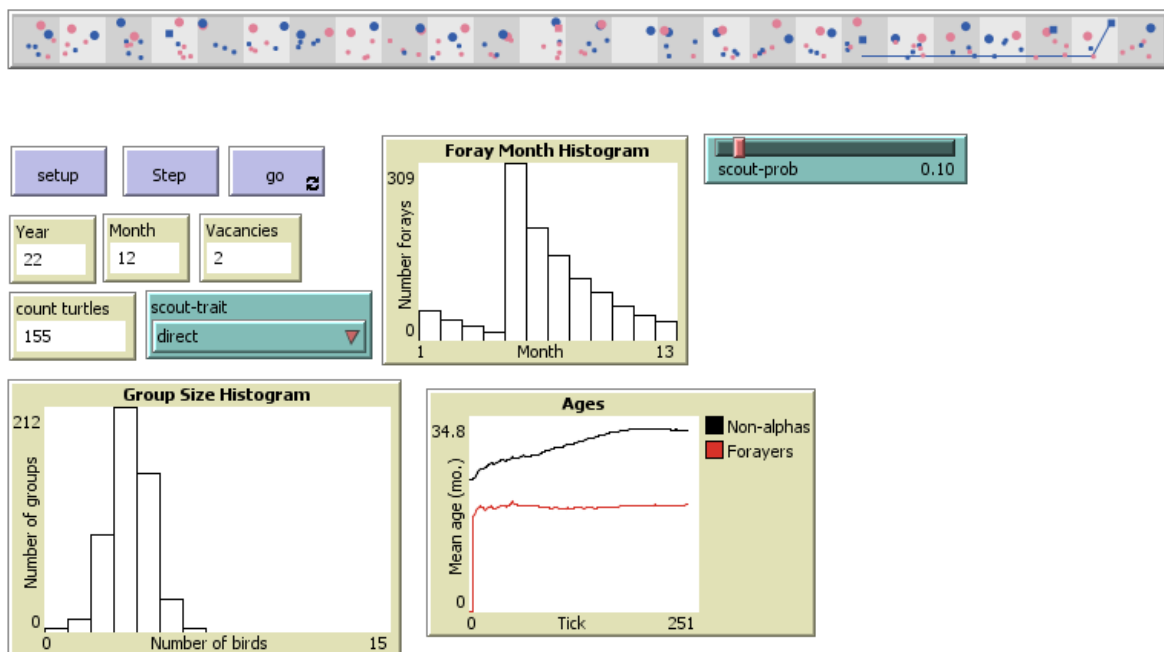 setup
Step
go
Foray Month Histogram
309
Number forays
0
1
Month
13
scout-prob
0.10
Year
22
Month
12
Vacancies
2
count turtles
155
scout-trait
direct
Group Size Histogram
212
Number of groups
0
0
Number of birds
15
Ages
34.8
Mean age (mo.)
0
0
Tick
251
Non-alphas
Forayers